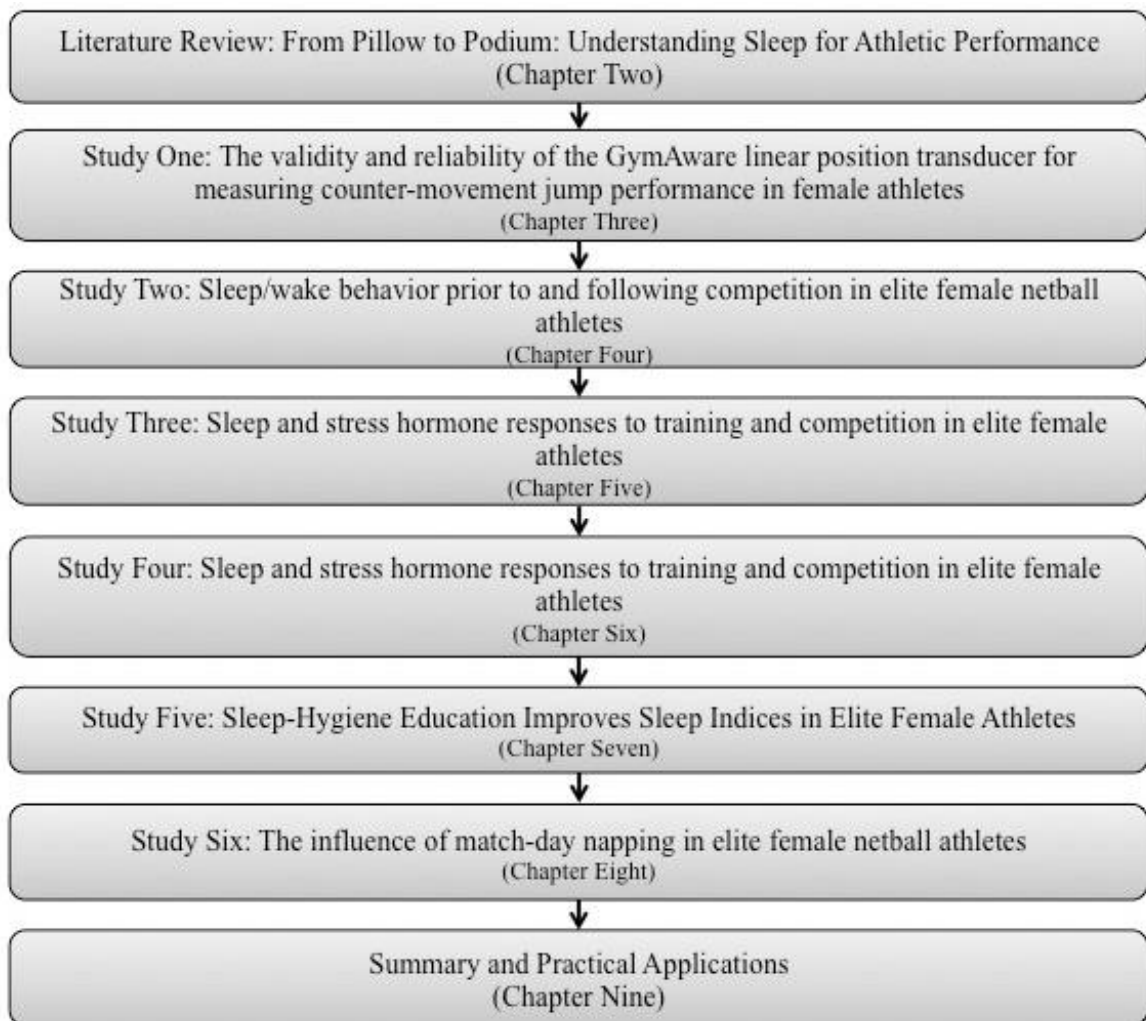 Literature Review: From Pillow to Podium: Understanding Sleep for Athletic Performance
(Chapter Two)
Study One: The validity and reliability of the GymAware linear position transducer for
measuring counter-movement jump performance in female athletes
(Chapter Three)
Study Two: Sleep/wake behavior prior to and following competition in elite female netball
athletes
(Chapter Four)
Study Three: Sleep and stress hormone responses to training and competition in elite female
athletes
(Chapter Five)
Study Four: Sleep and stress hormone responses to training and competition in elite female
athletes
(Chapter Six)
Study Five: Sleep-Hygiene Education Improves Sleep Indices in Elite Female Athletes
(Chapter Seven)
Study Six: The influence of match-day napping in elite female netball athletes
(Chapter Eight)
Summary and Practical Applications
(Chapter Nine)